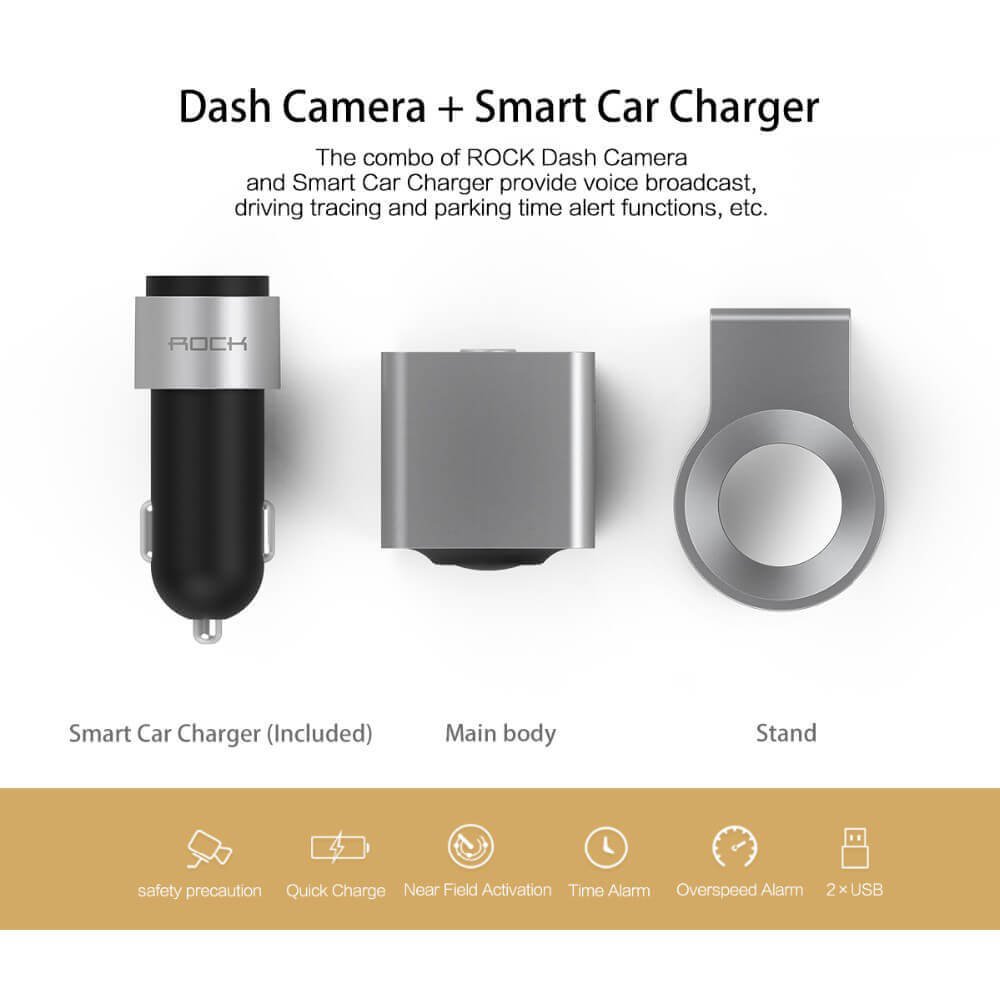 Dash Camera + Smart Car Charger
The combo of ROCK Dash Camera
and Smart Car Charger provide voice broadcast,
driving tracing and parking time alert functions, etc.
ROCK
Smart Car Charger (Included)
Main body
Stand
safety precaution
Quick Charge
Near Field Activation
Time Alarm
Overspeed Alarm
2×USB